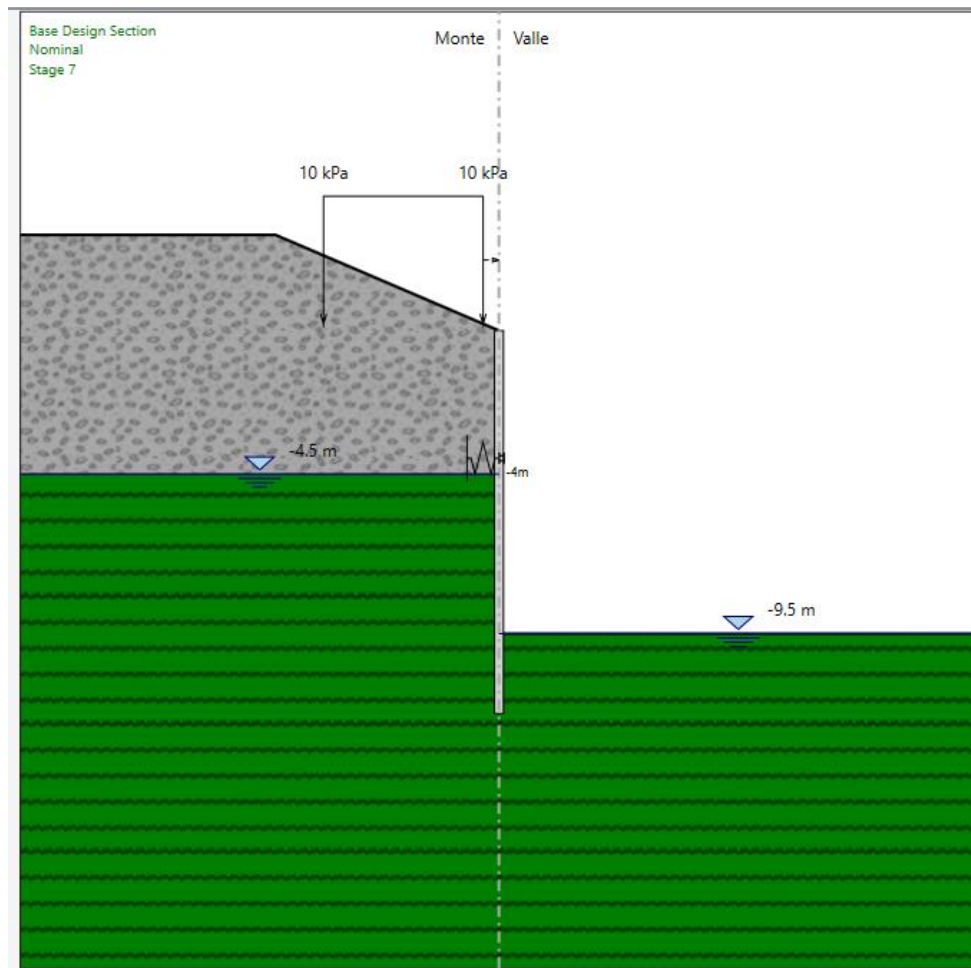 Base Design Section
Nominal
Stage 7
Monte
Valle
10 kPa
10 kPa
-4.5 m
-4m
-9.5 m